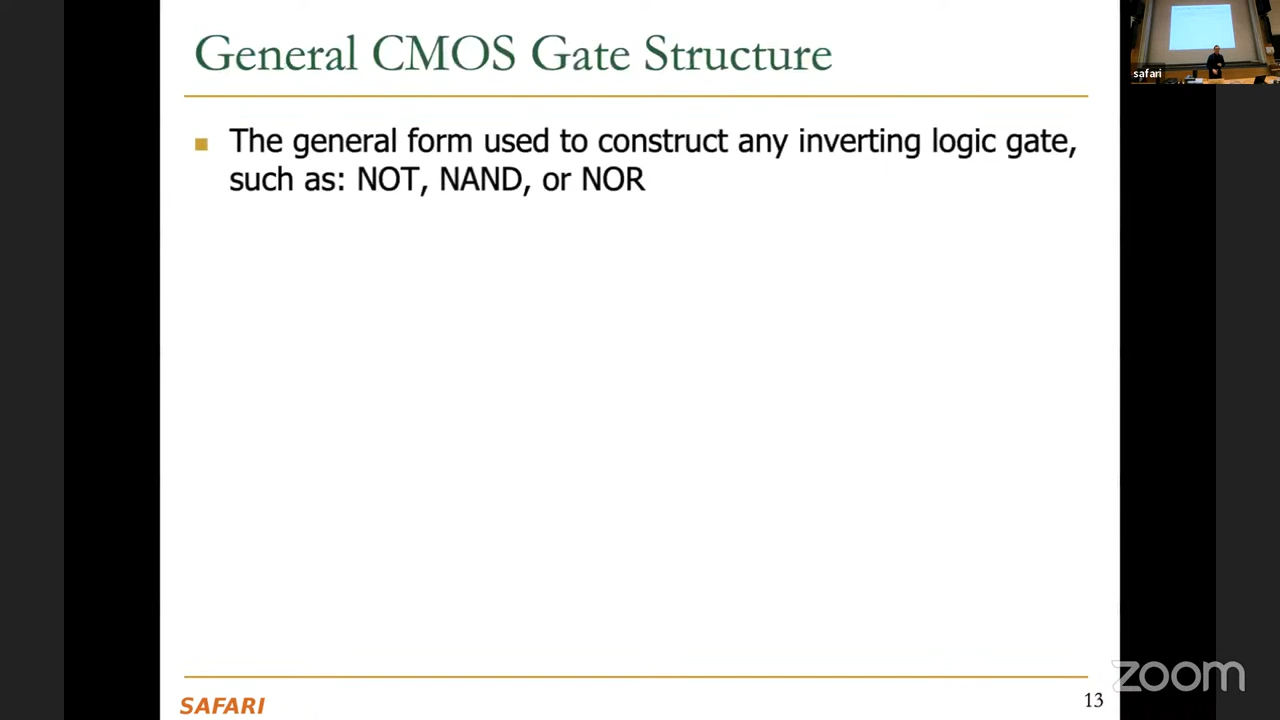 General CMOS Gate Structure
safari
The general form used to construct any inverting logic gate,
such as: NOT, NAND, or NOR
SAFARI
13
zoom